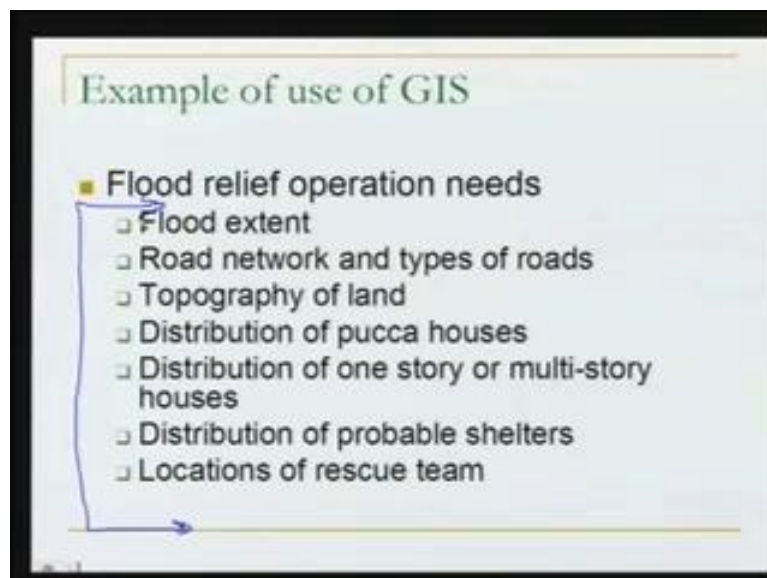 Example of use of GIS
Flood relief operation needs
Flood extent
Road network and types of roads
Topography of land
Distribution of pucca houses
Distribution of one story or multi-story
houses
Distribution of probable shelters
Locations of rescue team